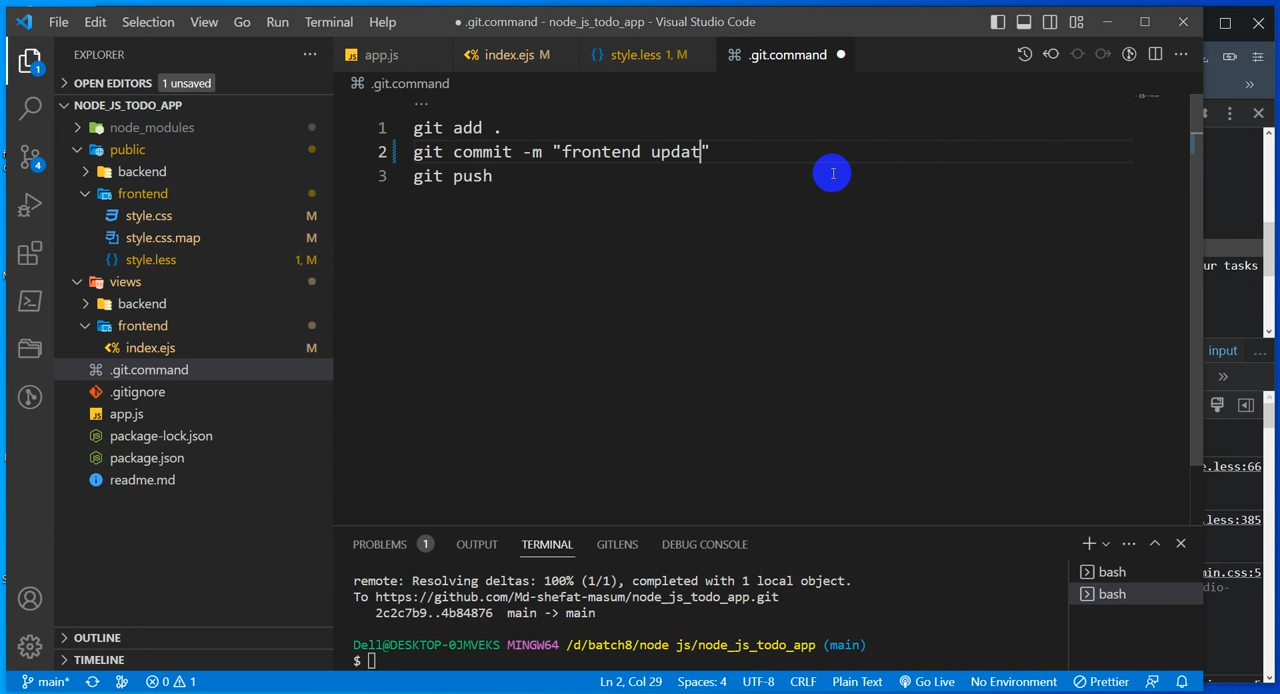 File Edit Selection View Go Run Terminal Help
● .git.command - node_js_todo_app - Visual Studio Code
EXPLORER
app.js
index.ejs M
style.less 1, M
.git.command
OPEN EDITORS 1 unsaved
.git.command
NODE_JS_TODO_APP
node_modules
public
backend
frontend
style.css M
style.css.map M
style.less 1, M
views
backend
frontend
index.ejs M
.git.command
.gitignore
app.js
package-lock.json
package.json
readme.md
OUTLINE
TIMELINE
1
4
1 git add .
2 git commit -m "frontend updat"
3 git push
PROBLEMS 1 OUTPUT TERMINAL GITLENS DEBUG CONSOLE
remote: Resolving deltas: 100% (1/1), completed with 1 local object.
To https://github.com/Md-shefat-masum/node_js_todo_app.git
2c2c7b9..4b84876 main -> main
Dell@DESKTOP-0JMVEKS MINGW64 /d/batch8/node js/node_js_todo_app (main)
$
bash
bash
ur tasks
input
e.less:66
less:385
min.css:5
dio-
main* 0 1 Ln 2, Col 29 Spaces: 4 UTF-8 CRLF Plain Text Go Live No Environment Prettier